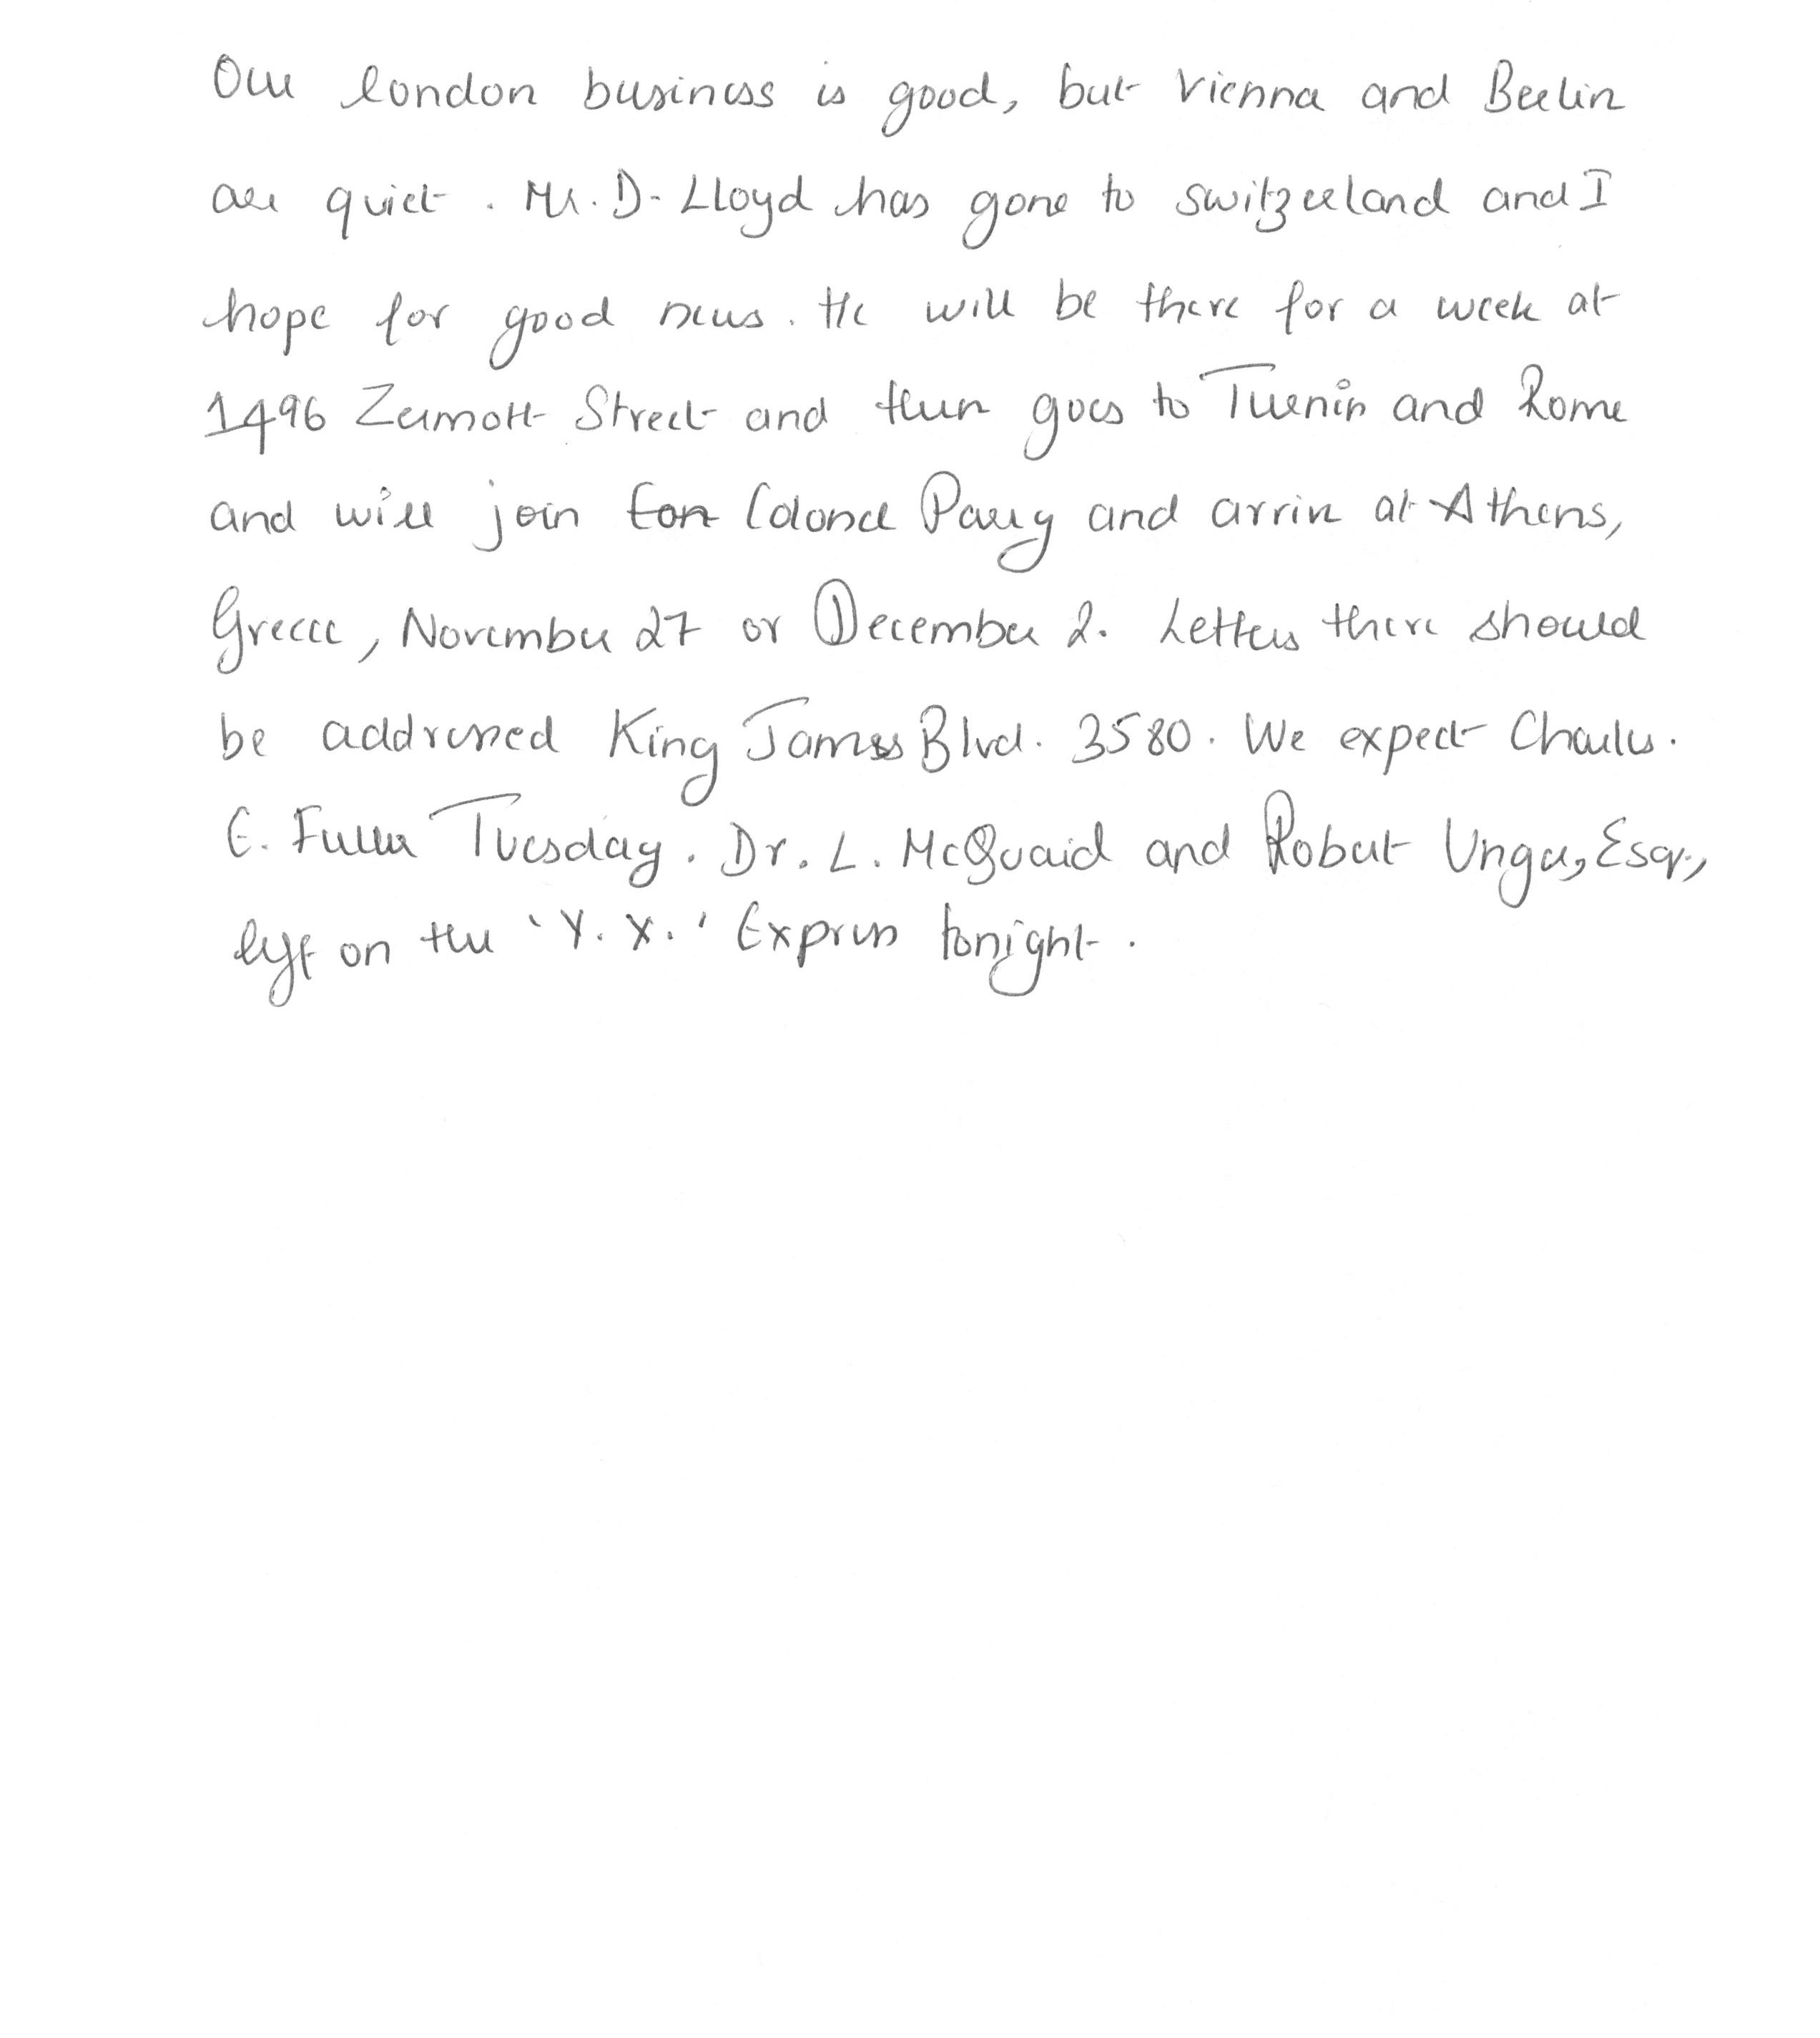 Our london business is good, but Vienna and Berlin
are quiet. Mr. D. Lloyd has gone to switzerland and I
hope for good news. He will be there for a week at
1496 Zermott Street and then goes to Turnin and Rome
and will join Colonel Parry and arrive at Athens,
Greece, November 27 or December 2. Letters there should
be addressed King James Blvd. 3580. We expect Charles.
E. Fuller Tuesday. Dr. L. McQuaid and Robert Unger, Esq.,
left on the 'Y. X.' Express tonight.